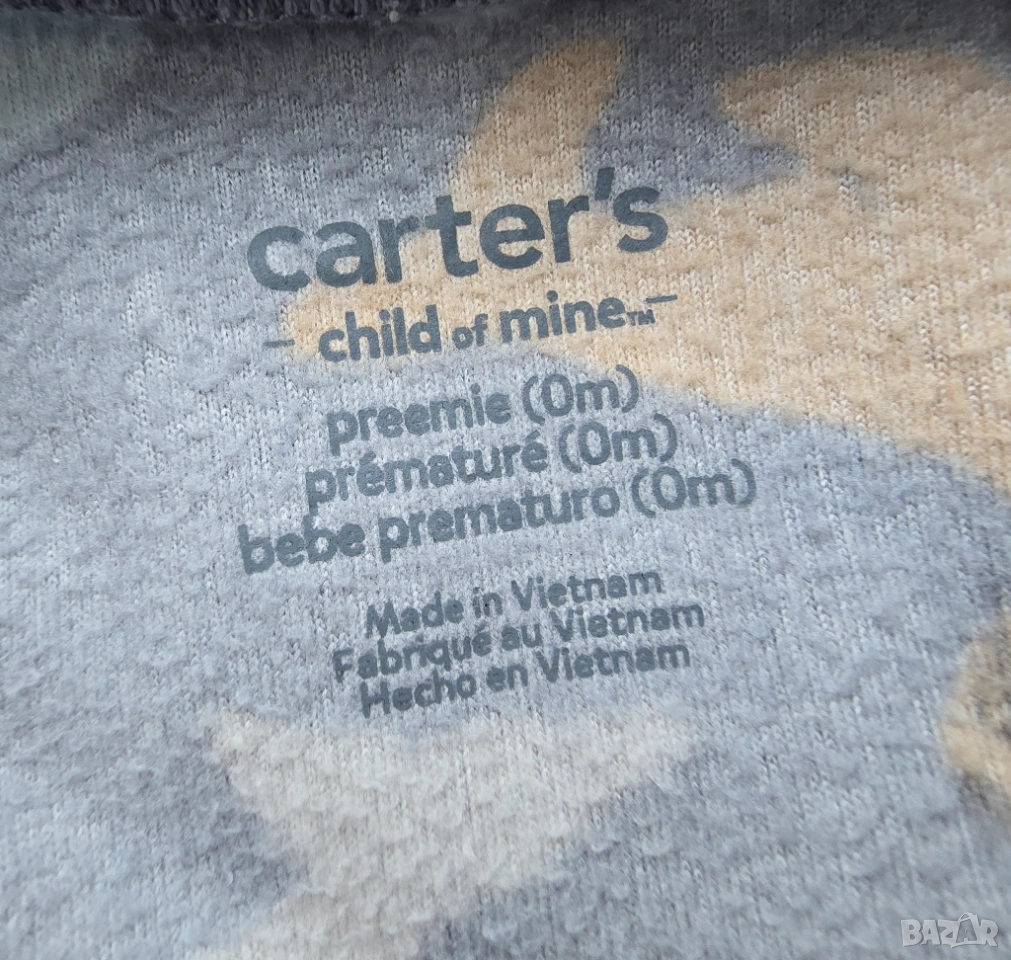 carter's
- child of mine™ -
preemie (0m)
prématuré (0m)
bebe prematuro (0m)
Made in Vietnam
Fabriqué au Vietnam
Hecho en Vietnam
BAZAR